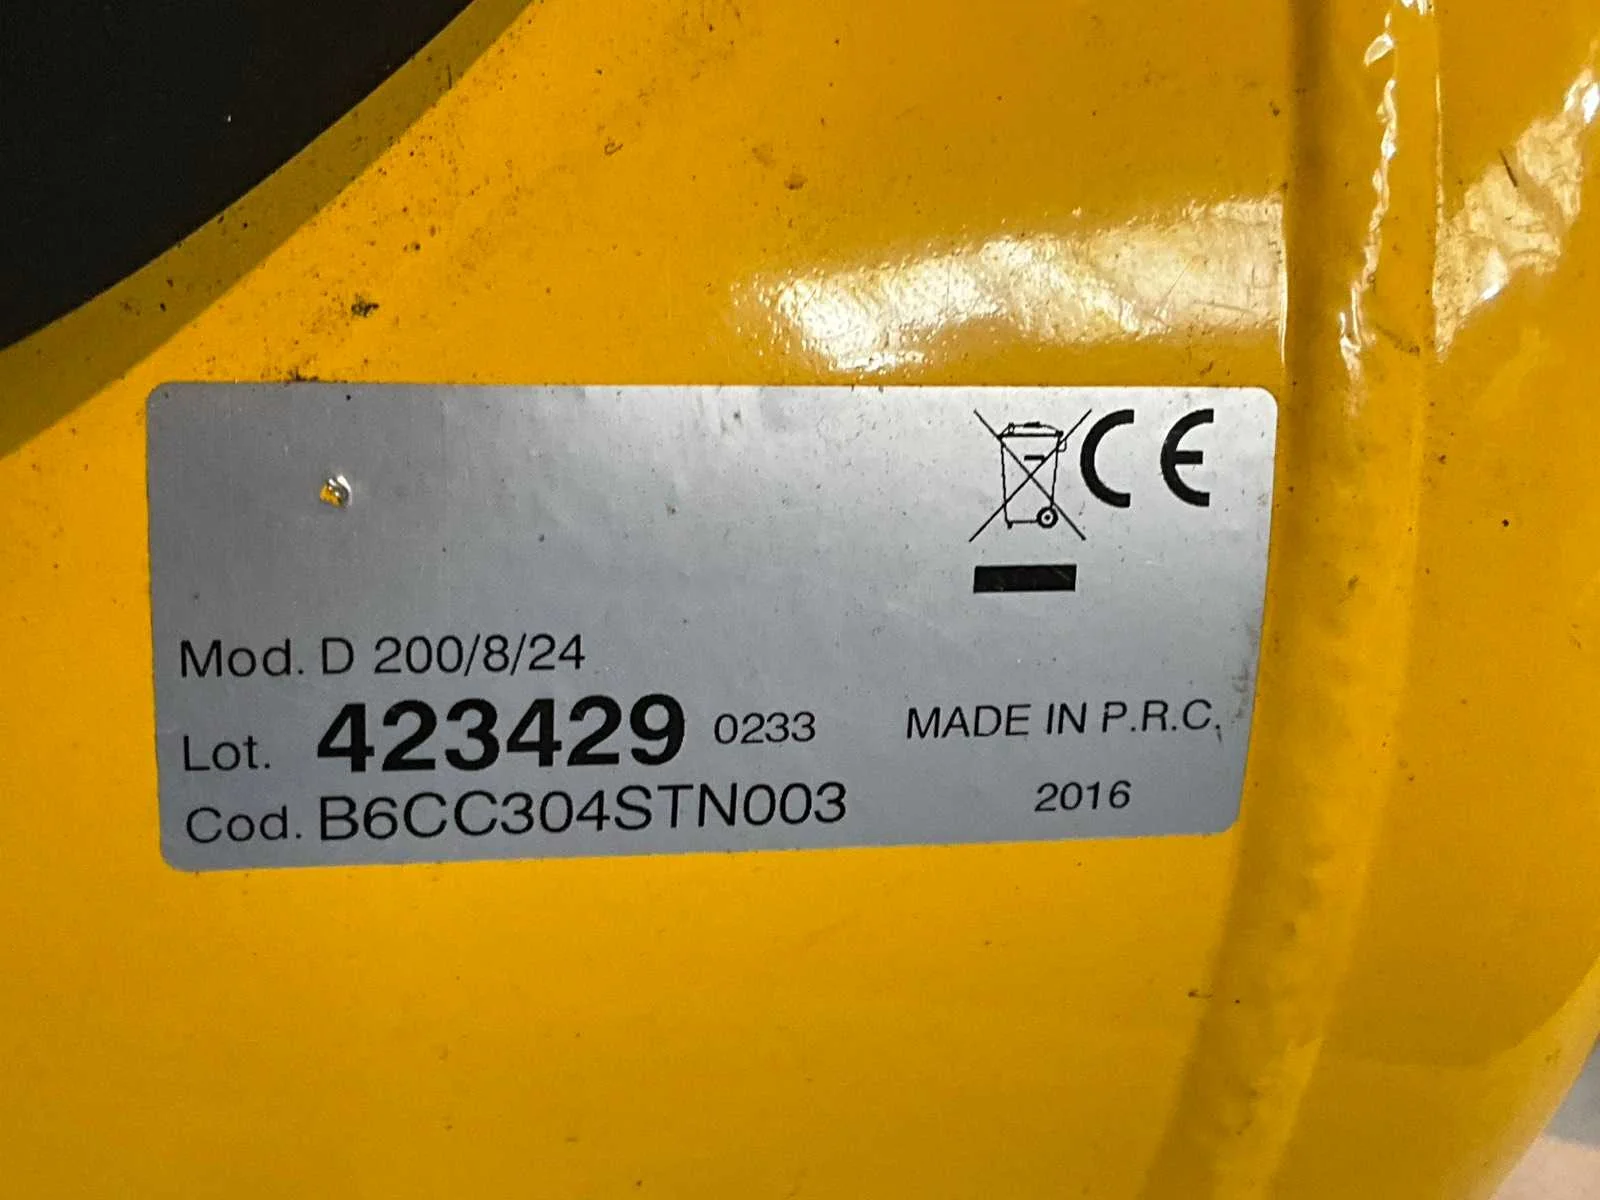 CE
Mod. D 200/8/24
Lot. 423429 0233 MADE IN P.R.C.
Cod. B6CC304STN003 2016